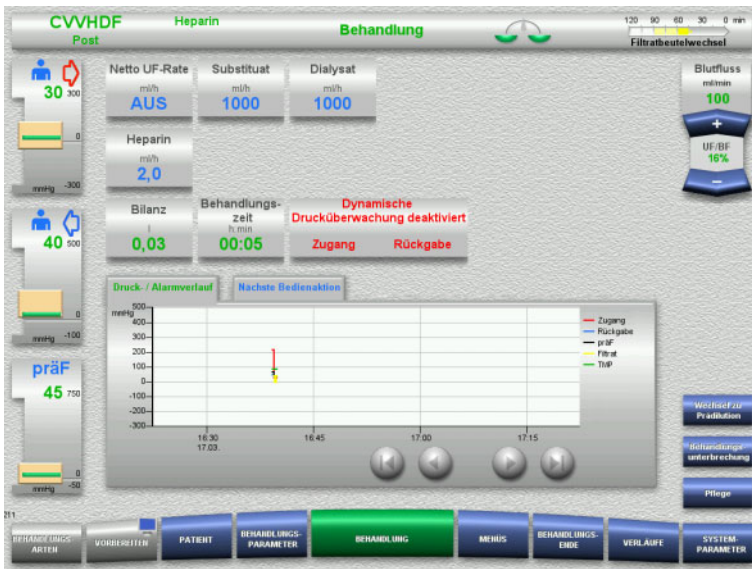 CVVHDF
Post
Heparin
Behandlung
120 90 60 30 0 min
Filtratbeutelwechsel
30 300
0
mmHg -300
40 500
0
mmHg -100
präF
45 750
0
mmHg -50
Netto UF-Rate
ml/h
AUS
Substituat
ml/h
1000
Dialysat
ml/h
1000
Heparin
ml/h
2,0
Bilanz
l
0,03
Behandlungs-
zeit
h:min
00:05
Dynamische
Drucküberwachung deaktiviert
Zugang Rückgabe
Blutfluss
ml/min
100
+
UF/BF
16%
–
Druck- / Alarmverlauf
Nächste Bedienaktion
mmHg
500
400
300
200
100
0
-100
-200
-300
16:30
17.03.
16:45
17:00
17:15
Zugang
Rückgabe
präF
Filtrat
TMP
Wechsel zu
Prädilution
Behandlungs-
unterbrechung
Pflege
211
BEHANDLUNGS-
ARTEN
VORBEREITEN
PATIENT
BEHANDLUNGS-
PARAMETER
BEHANDLUNG
MENÜS
BEHANDLUNGS-
ENDE
VERLÄUFE
SYSTEM-
PARAMETER